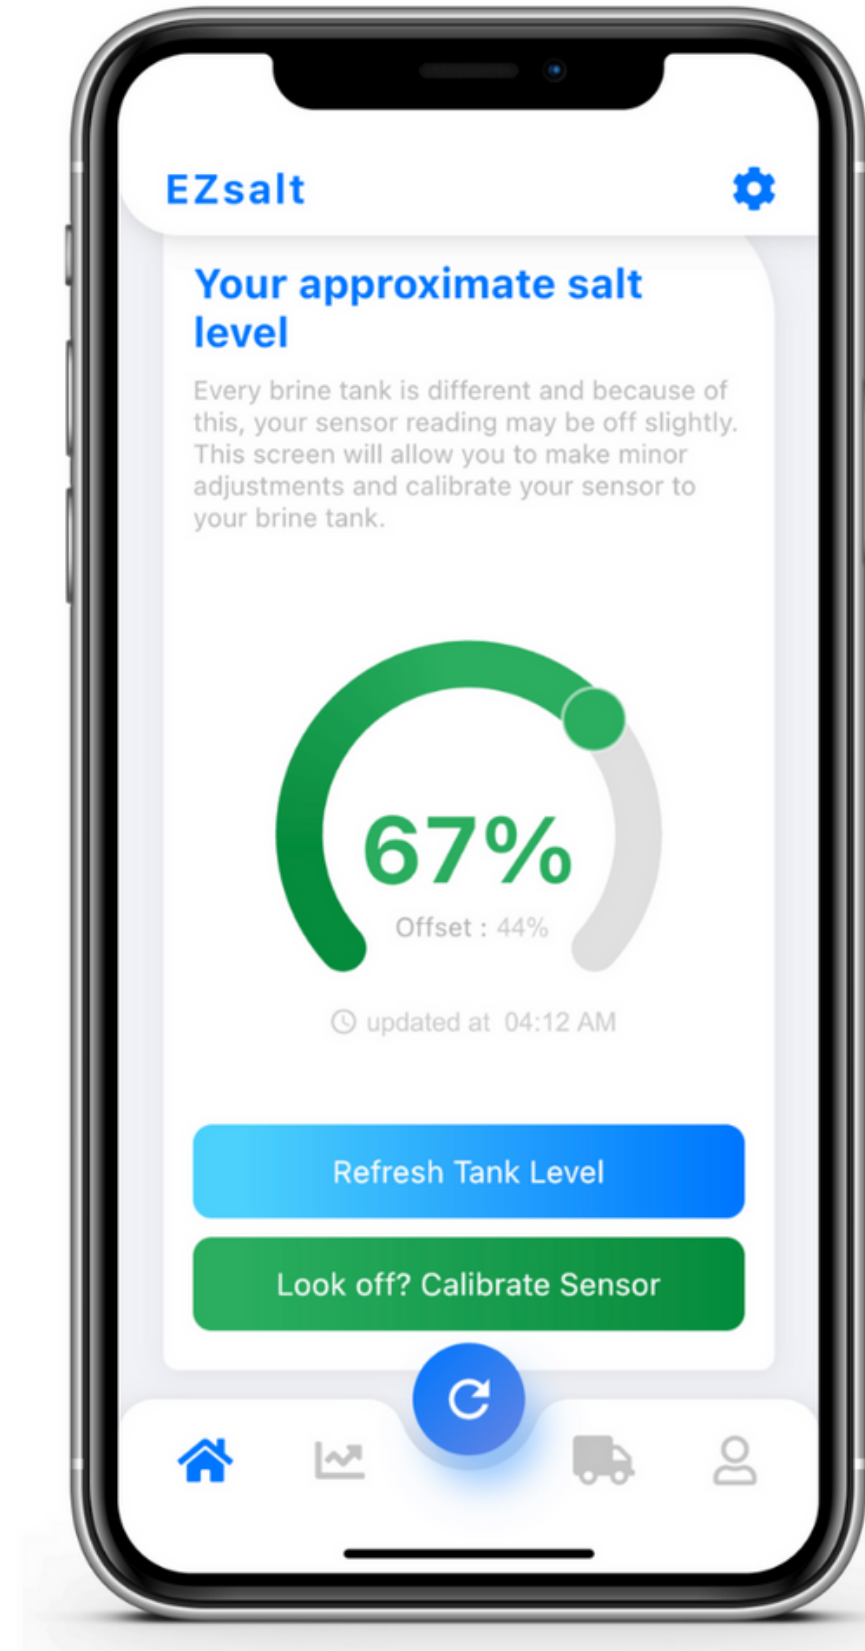 EZsalt
Your approximate salt
level
Every brine tank is different and because of
this, your sensor reading may be off slightly.
This screen will allow you to make minor
adjustments and calibrate your sensor to
your brine tank.
67%
Offset : 44%
updated at 04:12 AM
Refresh Tank Level
Look off? Calibrate Sensor